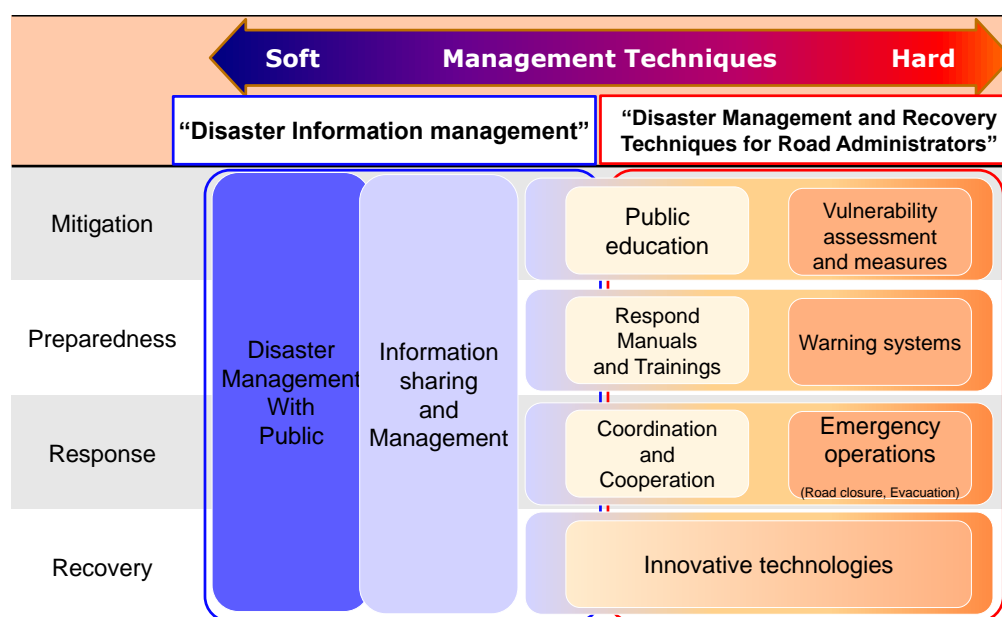 Soft Management Techniques Hard
“Disaster Information management”
“Disaster Management and Recovery
Techniques for Road Administrators”
Mitigation
Preparedness
Response
Recovery
Disaster
Management
With
Public
Information
sharing
and
Management
Public
education
Vulnerability
assessment
and measures
Respond
Manuals
and Trainings
Warning systems
Coordination
and
Cooperation
Emergency
operations
(Road closure, Evacuation)
Innovative technologies